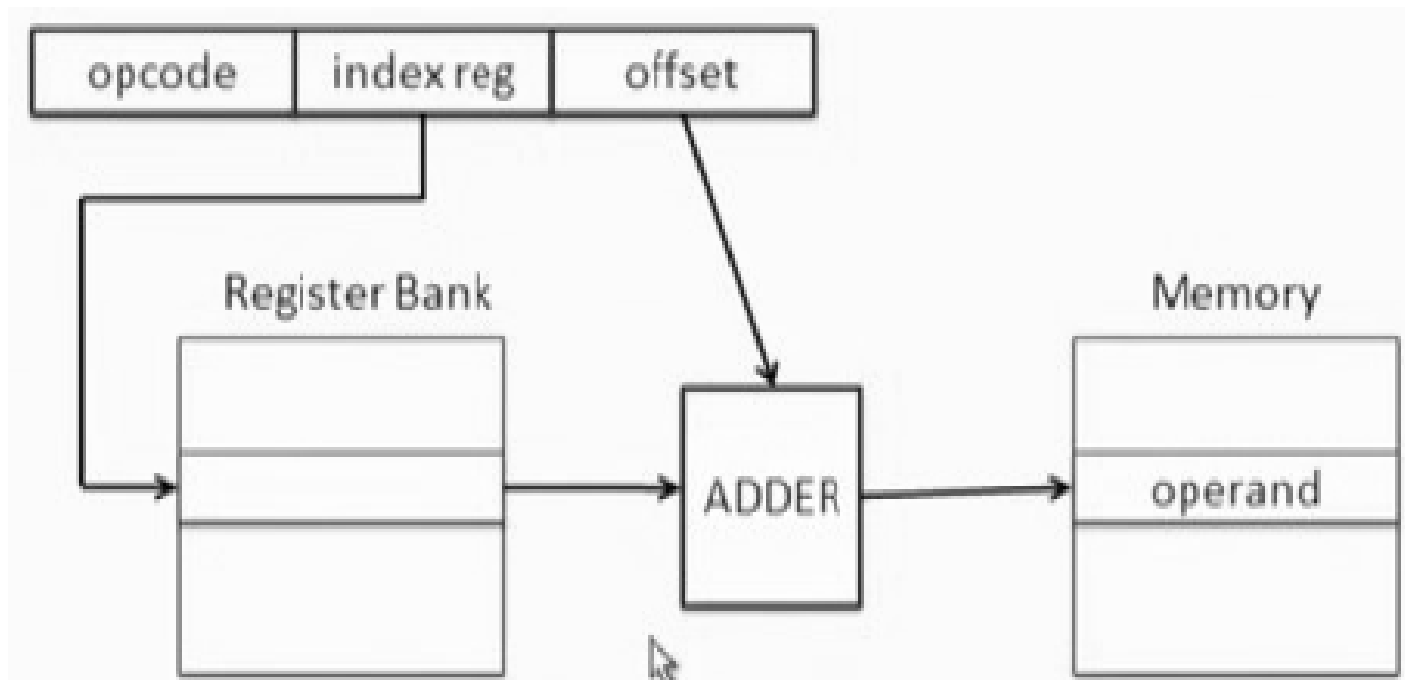 opcode index reg offset
Register Bank
Memory
ADDER
operand